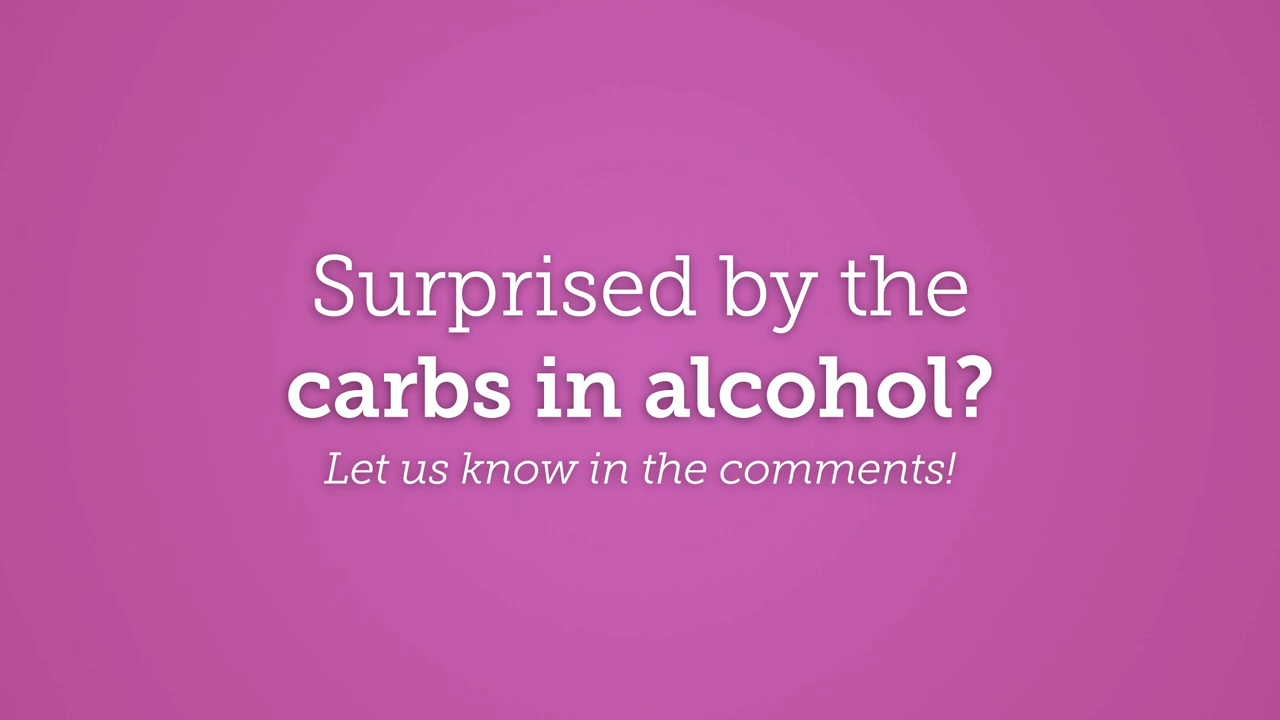 Surprised by the
carbs in alcohol?
Let us know in the comments!